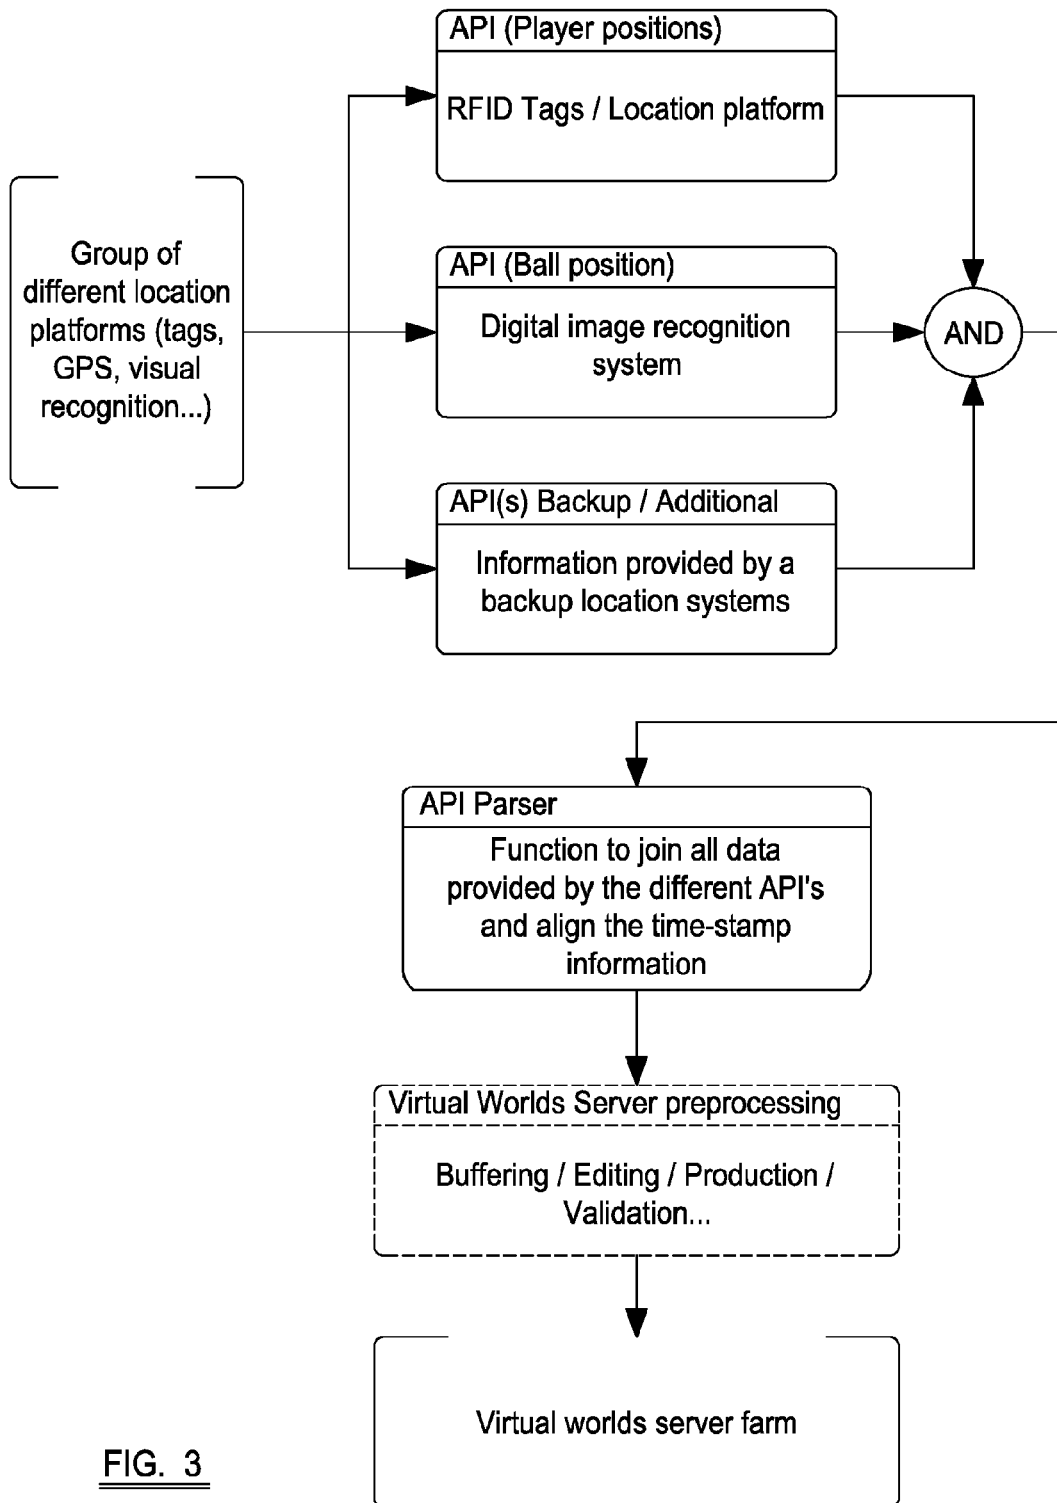 API (Player positions)
RFID Tags / Location platform
Group of
different location
platforms (tags,
GPS, visual
recognition...)
API (Ball position)
Digital image recognition
system
AND
API(s) Backup / Additional
Information provided by a
backup location systems
API Parser
Function to join all data
provided by the different API's
and align the time-stamp
information
Virtual Worlds Server preprocessing
Buffering / Editing / Production /
Validation...
Virtual worlds server farm
FIG. 3